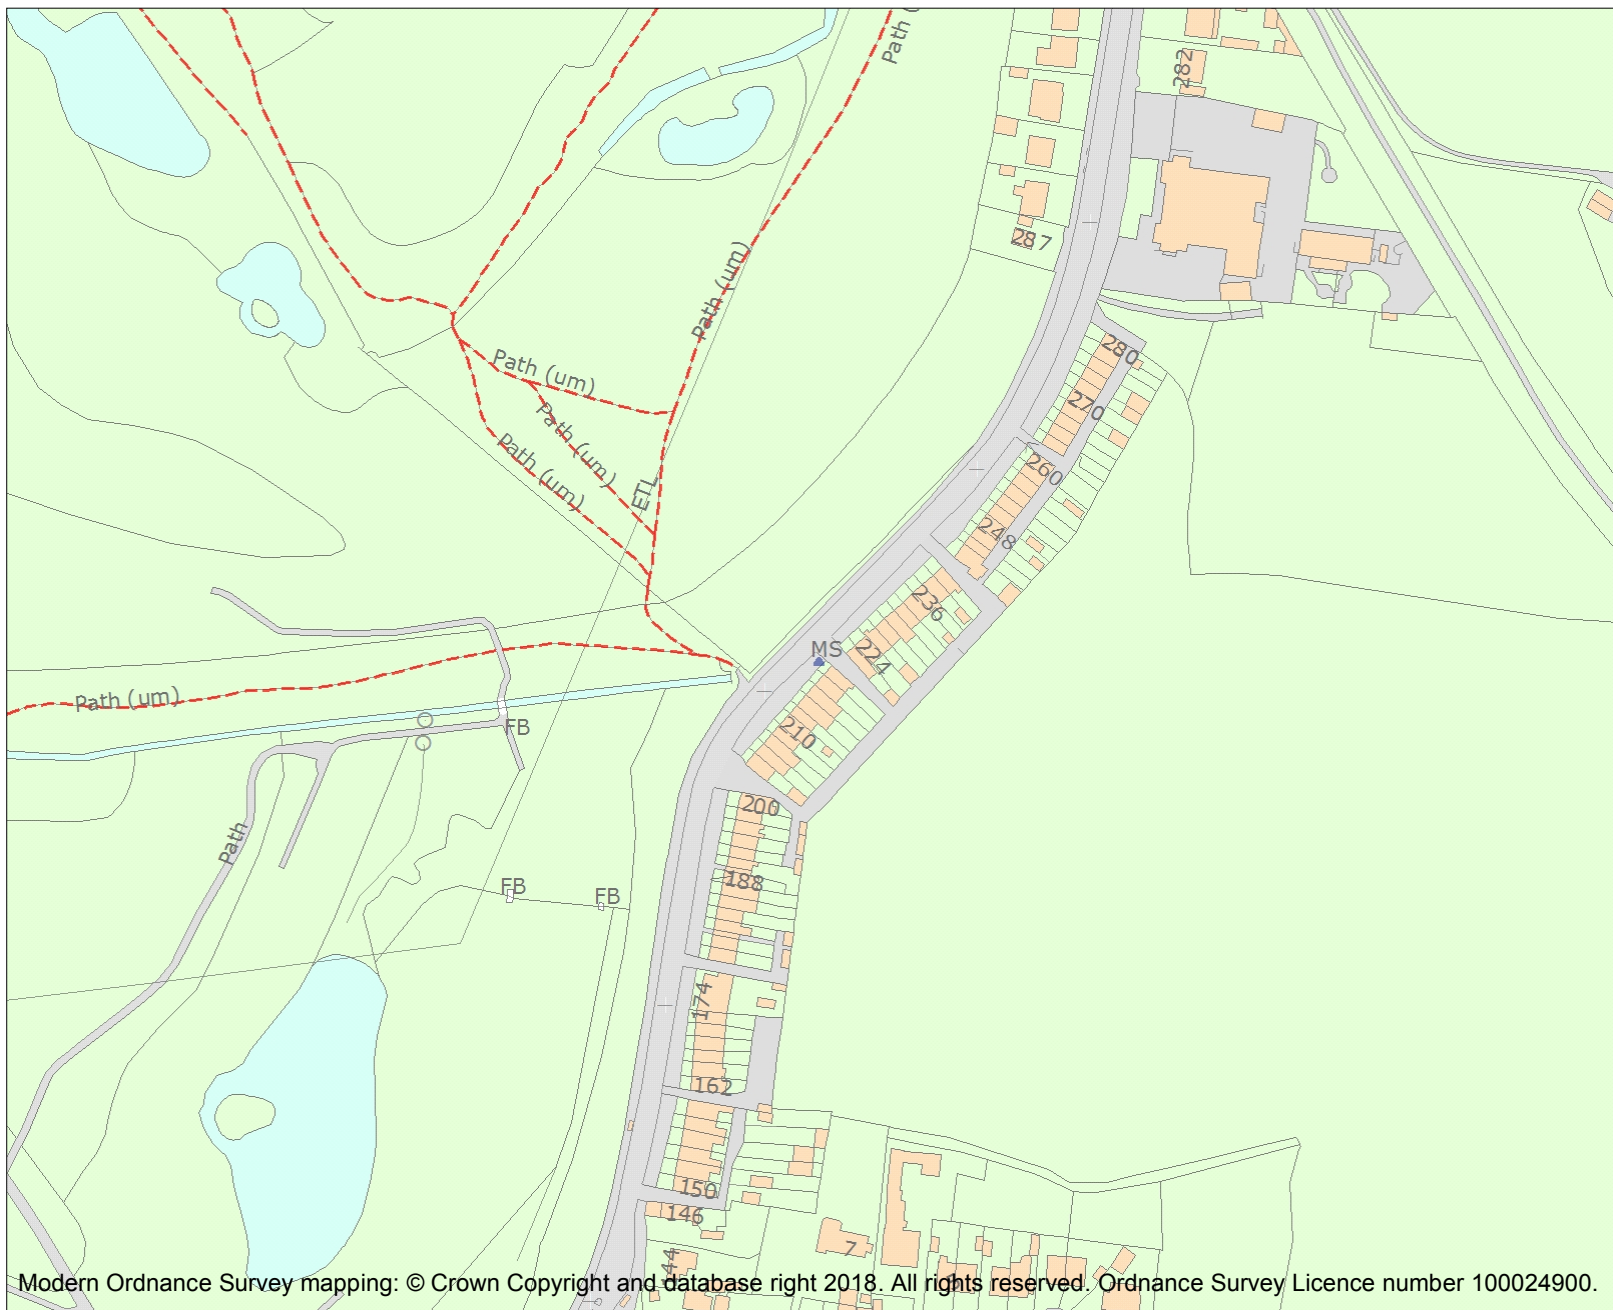 Path (
282
287
Path (um)
Path (um)
280
Path (um)
270
Path (um)
260
ETL
248
236
MS
224
Path (um)
FB
210
200
Path
188
FB
FB
174
162
150
146
7
44
Modern Ordnance Survey mapping: © Crown Copyright and database right 2018. All rights reserved. Ordnance Survey Licence number 100024900.